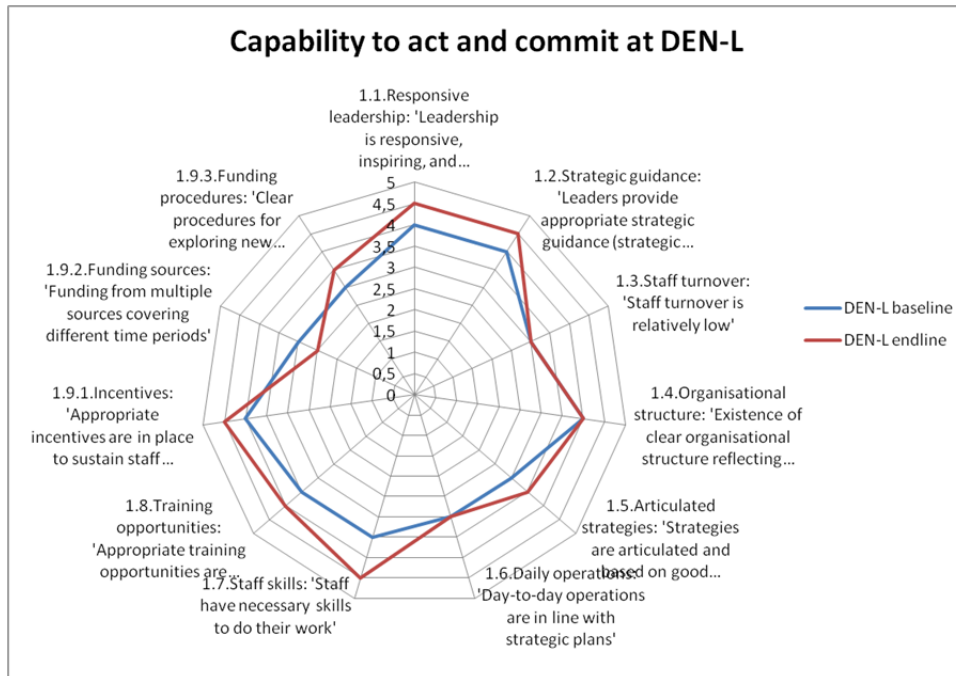 Capability to act and commit at DEN-L
1.1.Responsive
leadership: 'Leadership
is responsive,
inspiring, and...
1.2.Strategic guidance:
'Leaders provide
appropriate strategic
guidance (strategic...
1.3.Staff turnover:
'Staff turnover is
relatively low'
1.4.Organisational
structure: 'Existence of
clear organisational
structure reflecting...
1.5.Articulated
strategies: 'Strategies
are articulated and
based on good...
1.6.Daily operations:
'Day-to-day operations
are in line with
strategic plans'
1.7.Staff skills: 'Staff
have necessary skills
to do their work'
1.8.Training
opportunities:
'Appropriate training
opportunities are...
1.9.1.Incentives:
'Appropriate
incentives are in place
to sustain staff...
1.9.2.Funding sources:
'Funding from multiple
sources covering
different time periods'
1.9.3.Funding
procedures: 'Clear
procedures for
exploring new...
5
4,5
4
3,5
3
2,5
2
1,5
1
0,5
0
DEN-L baseline
DEN-L endline